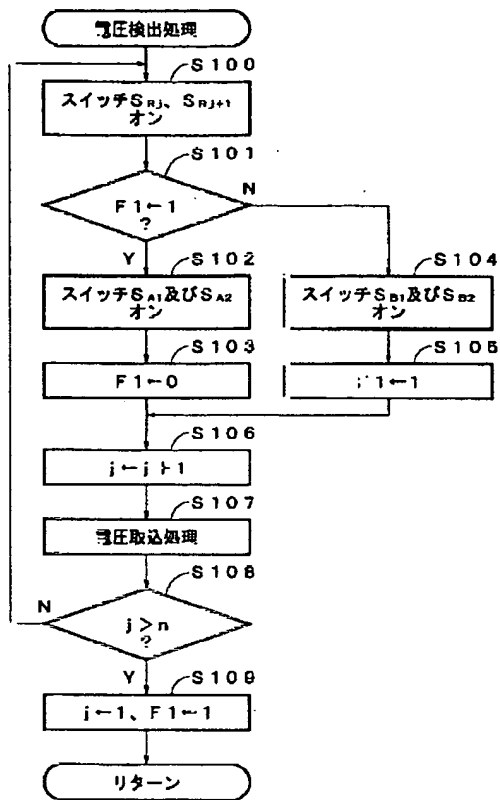 電圧検出処理
S100
スイッチSRj、SRj+1
オン
S101
F1←1
?
N
Y
S102
スイッチSA1及びSA2
オン
S104
スイッチSB1及びSB2
オン
S103
F1←0
S105
F1←1
S106
j←j+1
S107
電圧取込処理
S108
N
j>n
?
Y
S109
j←1、F1←1
リターン